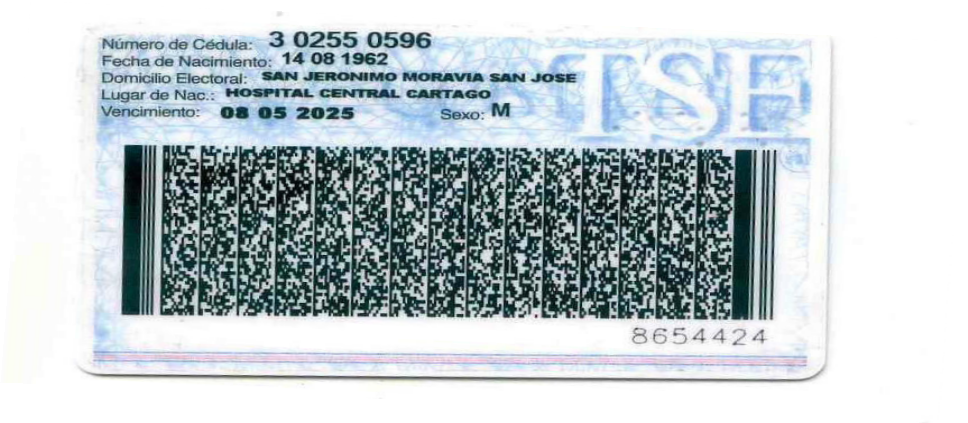 Número de Cédula: 3 0255 0596
Fecha de Nacimiento: 14 08 1962
Domicilio Electoral: SAN JERONIMO MORAVIA SAN JOSE
Lugar de Nac.: HOSPITAL CENTRAL CARTAGO
Vencimiento: 08 05 2025 Sexo: M
TSE
8654424